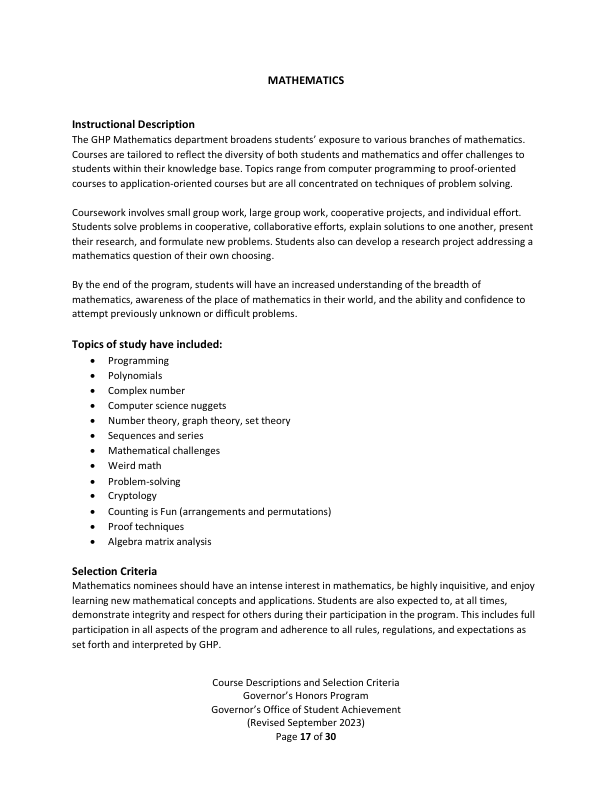 MATHEMATICS
Instructional Description
The GHP Mathematics department broadens students’ exposure to various branches of mathematics.
Courses are tailored to reflect the diversity of both students and mathematics and offer challenges to
students within their knowledge base. Topics range from computer programming to proof-oriented
courses to application-oriented courses but are all concentrated on techniques of problem solving.
Coursework involves small group work, large group work, cooperative projects, and individual effort.
Students solve problems in cooperative, collaborative efforts, explain solutions to one another, present
their research, and formulate new problems. Students also can develop a research project addressing a
mathematics question of their own choosing.
By the end of the program, students will have an increased understanding of the breadth of
mathematics, awareness of the place of mathematics in their world, and the ability and confidence to
attempt previously unknown or difficult problems.
Topics of study have included:
• Programming
• Polynomials
• Complex number
• Computer science nuggets
• Number theory, graph theory, set theory
• Sequences and series
• Mathematical challenges
• Weird math
• Problem-solving
• Cryptology
• Counting is Fun (arrangements and permutations)
• Proof techniques
• Algebra matrix analysis
Selection Criteria
Mathematics nominees should have an intense interest in mathematics, be highly inquisitive, and enjoy
learning new mathematical concepts and applications. Students are also expected to, at all times,
demonstrate integrity and respect for others during their participation in the program. This includes full
participation in all aspects of the program and adherence to all rules, regulations, and expectations as
set forth and interpreted by GHP.
Course Descriptions and Selection Criteria
Governor’s Honors Program
Governor’s Office of Student Achievement
(Revised September 2023)
Page 17 of 30